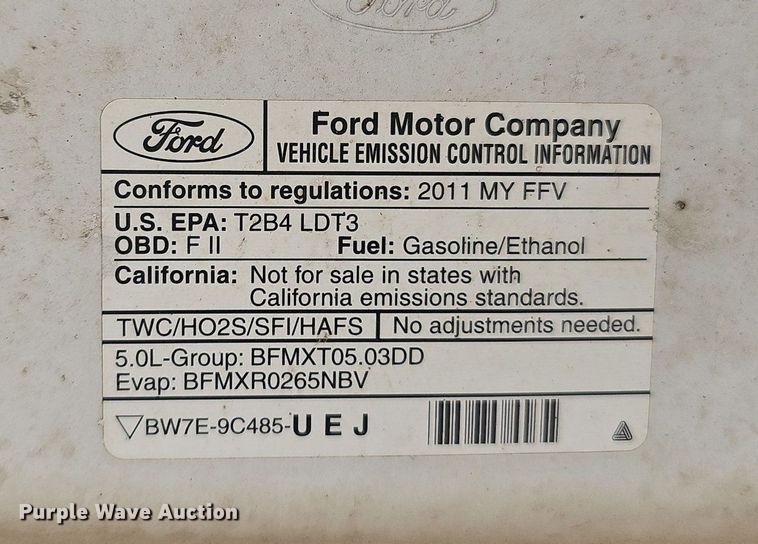 Ford
Ford
Ford Motor Company
VEHICLE EMISSION CONTROL INFORMATION
Conforms to regulations: 2011 MY FFV
U.S. EPA: T2B4 LDT3
OBD: F II Fuel: Gasoline/Ethanol
California: Not for sale in states with
California emissions standards.
TWC/HO2S/SFI/HAFS No adjustments needed.
5.0L-Group: BFMXT05.03DD
Evap: BFMXR0265NBV
BW7E-9C485-U E J
Purple Wave Auction